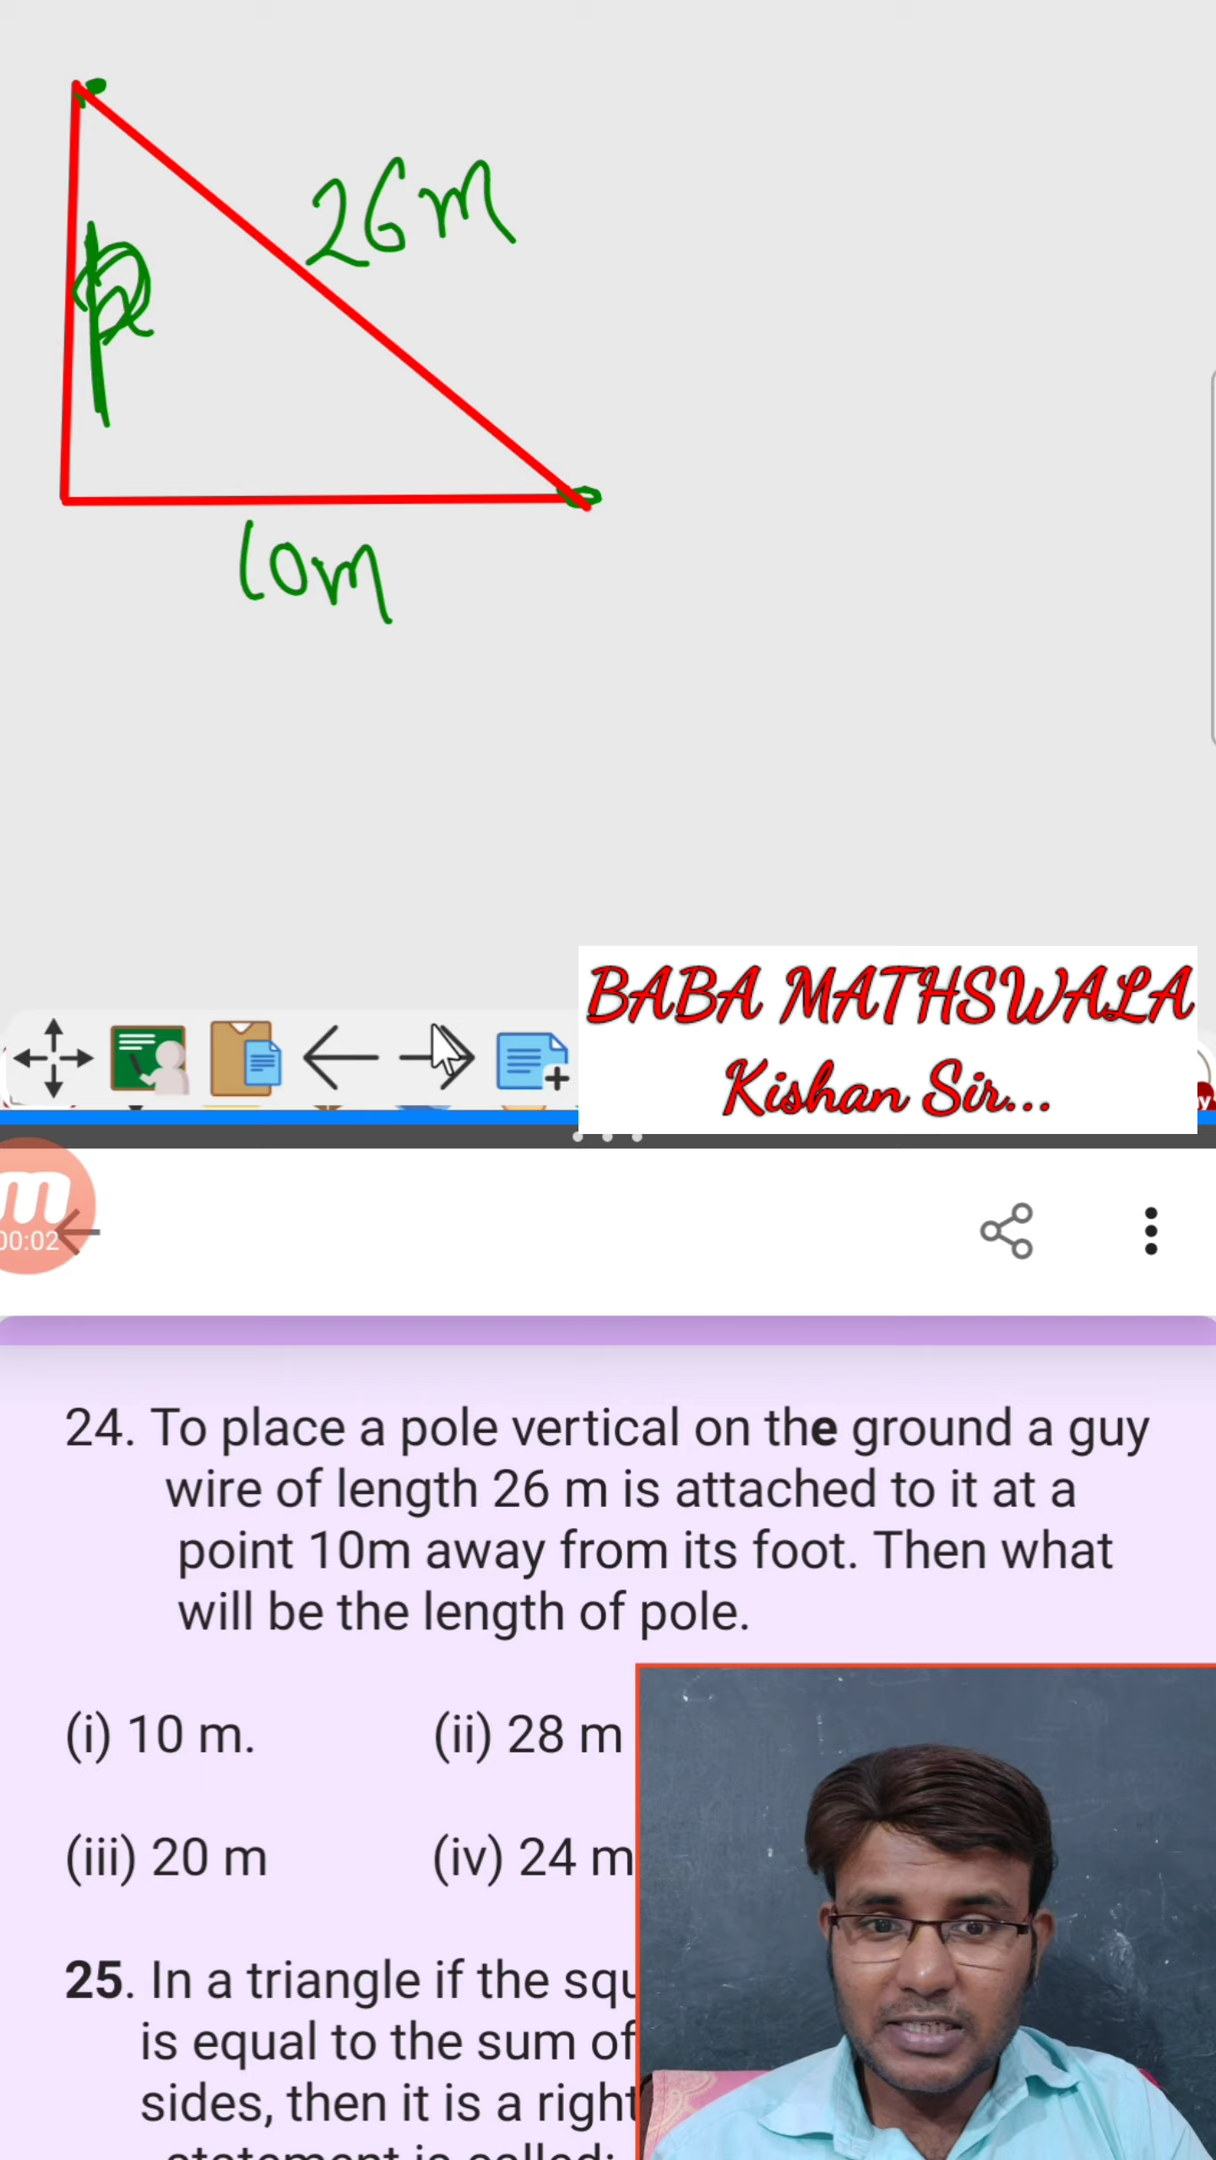 26m
10m
BABA MATHSWALA
Kishan Sir...
m
00:02
24. To place a pole vertical on the ground a guy
wire of length 26 m is attached to it at a
point 10m away from its foot. Then what
will be the length of pole.
(i) 10 m. (ii) 28 m
(iii) 20 m (iv) 24 m
25. In a triangle if the squ
is equal to the sum of
sides, then it is a right
statement is called: